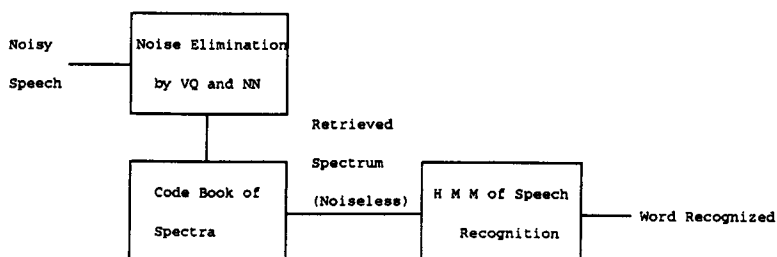 Noisy
Speech
Noise Elimination
by VQ and NN
Retrieved
Spectrum
(Noiseless)
Code Book of
Spectra
H M M of Speech
Recognition
Word Recognized